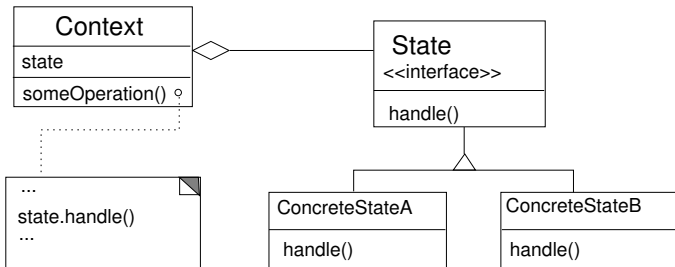 Context
state
someOperation()
State
<<interface>>
handle()
...
state.handle()
...
ConcreteStateA
handle()
ConcreteStateB
handle()